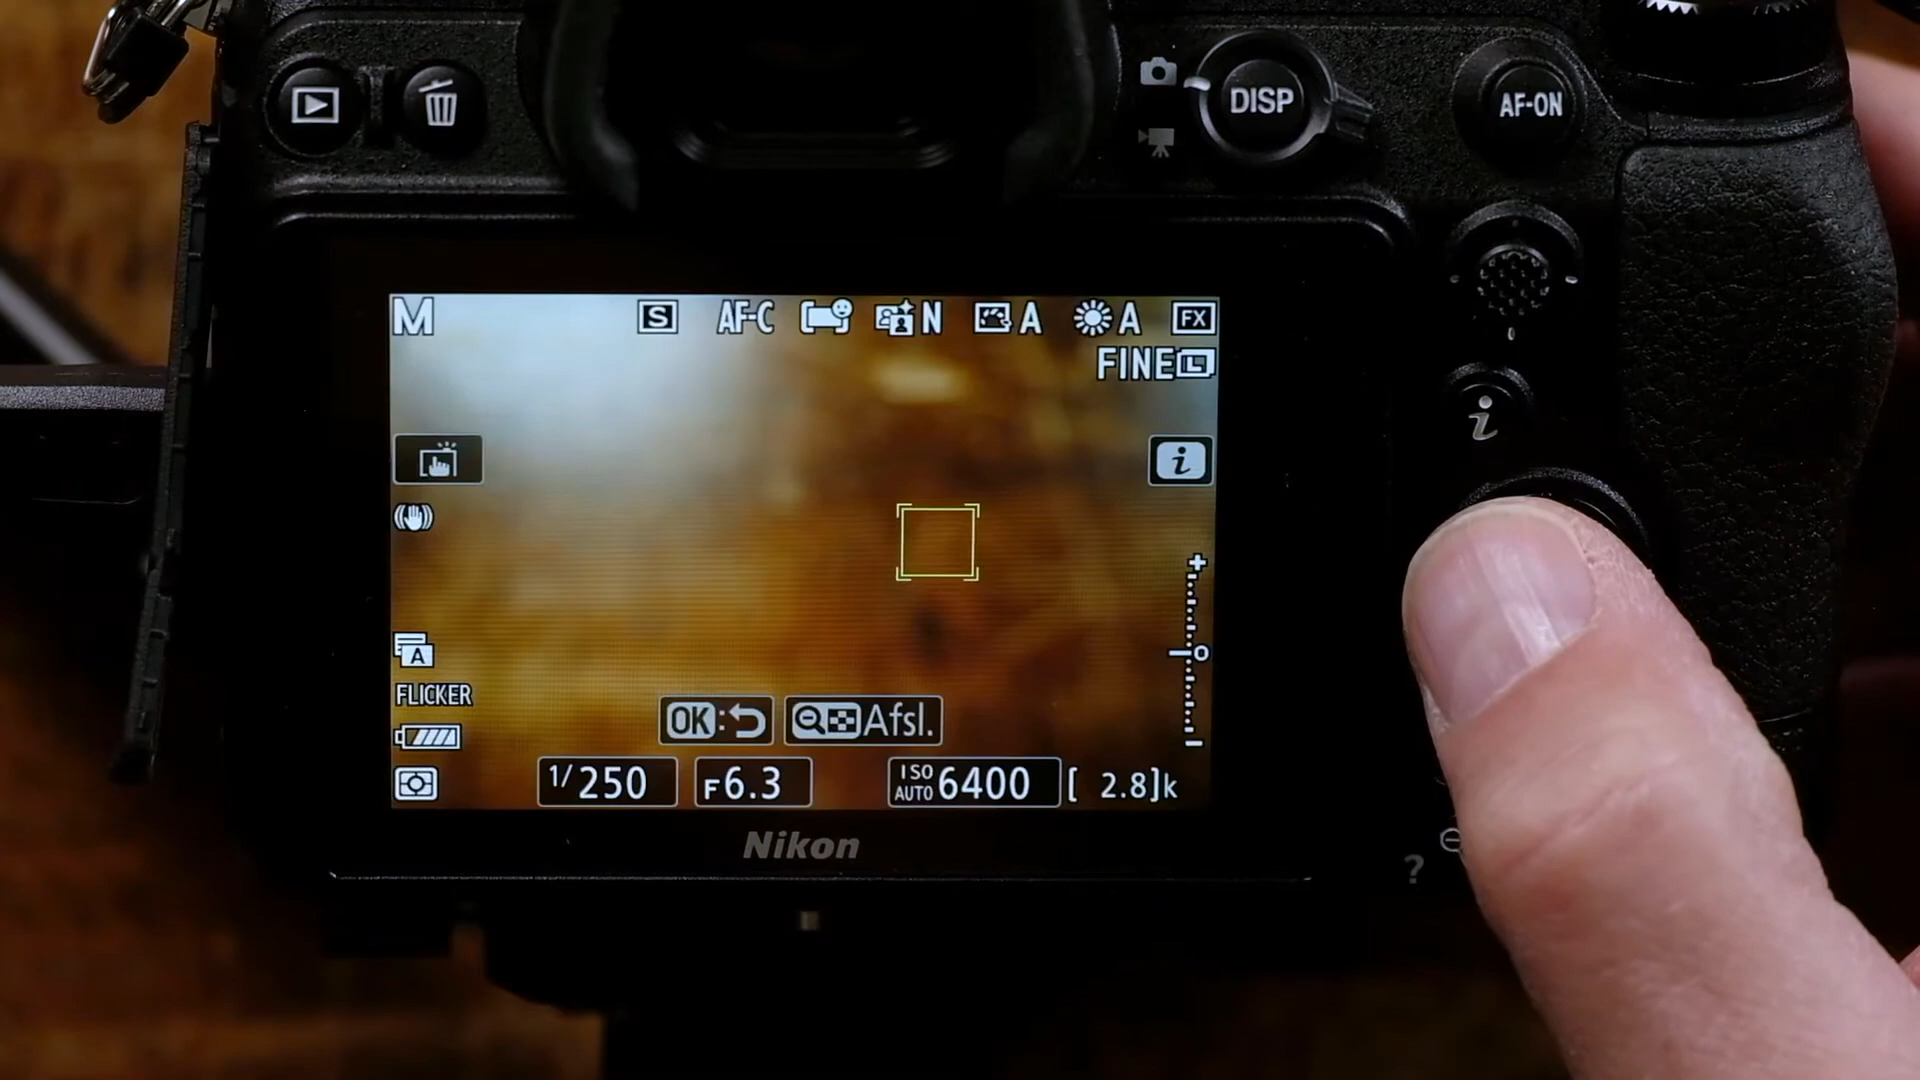 DISP
AF-ON
M S AF-C N A A FX
FINE L
i
i
A
FLICKER
OK: Afsl.
1/250 F6.3 ISO AUTO 6400 [ 2.8]k
+
0
−
Nikon
?